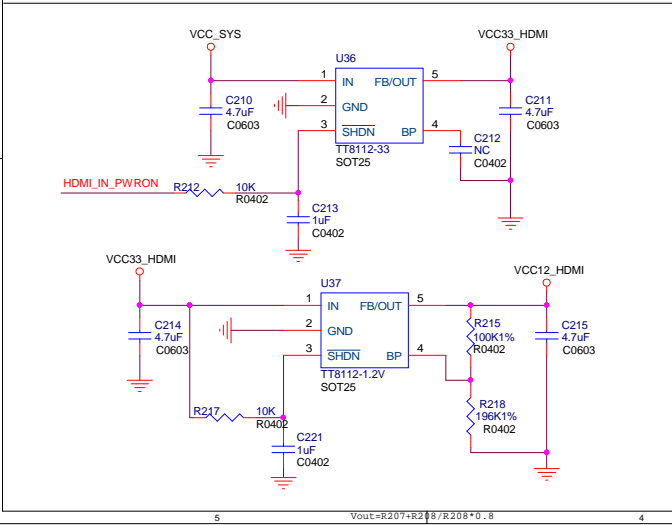 VCC_SYS
VCC33_HDMI
U36
1
IN
FB/OUT
5
C210
4.7uF
C0603
2
GND
C211
4.7uF
C0603
3
SHDN
BP
4
TT8112-33
SOT25
C212
NC
C0402
HDMI_IN_PWRON
R212
10K
R0402
C213
1uF
C0402
VCC33_HDMI
VCC12_HDMI
U37
1
IN
FB/OUT
5
C214
4.7uF
C0603
2
GND
R215
100K1%
R0402
C215
4.7uF
C0603
3
SHDN
BP
4
TT8112-1.2V
SOT25
R217
10K
R0402
R218
196K1%
R0402
C221
1uF
C0402
5
Vout=R207+R208/R208*0.8
4